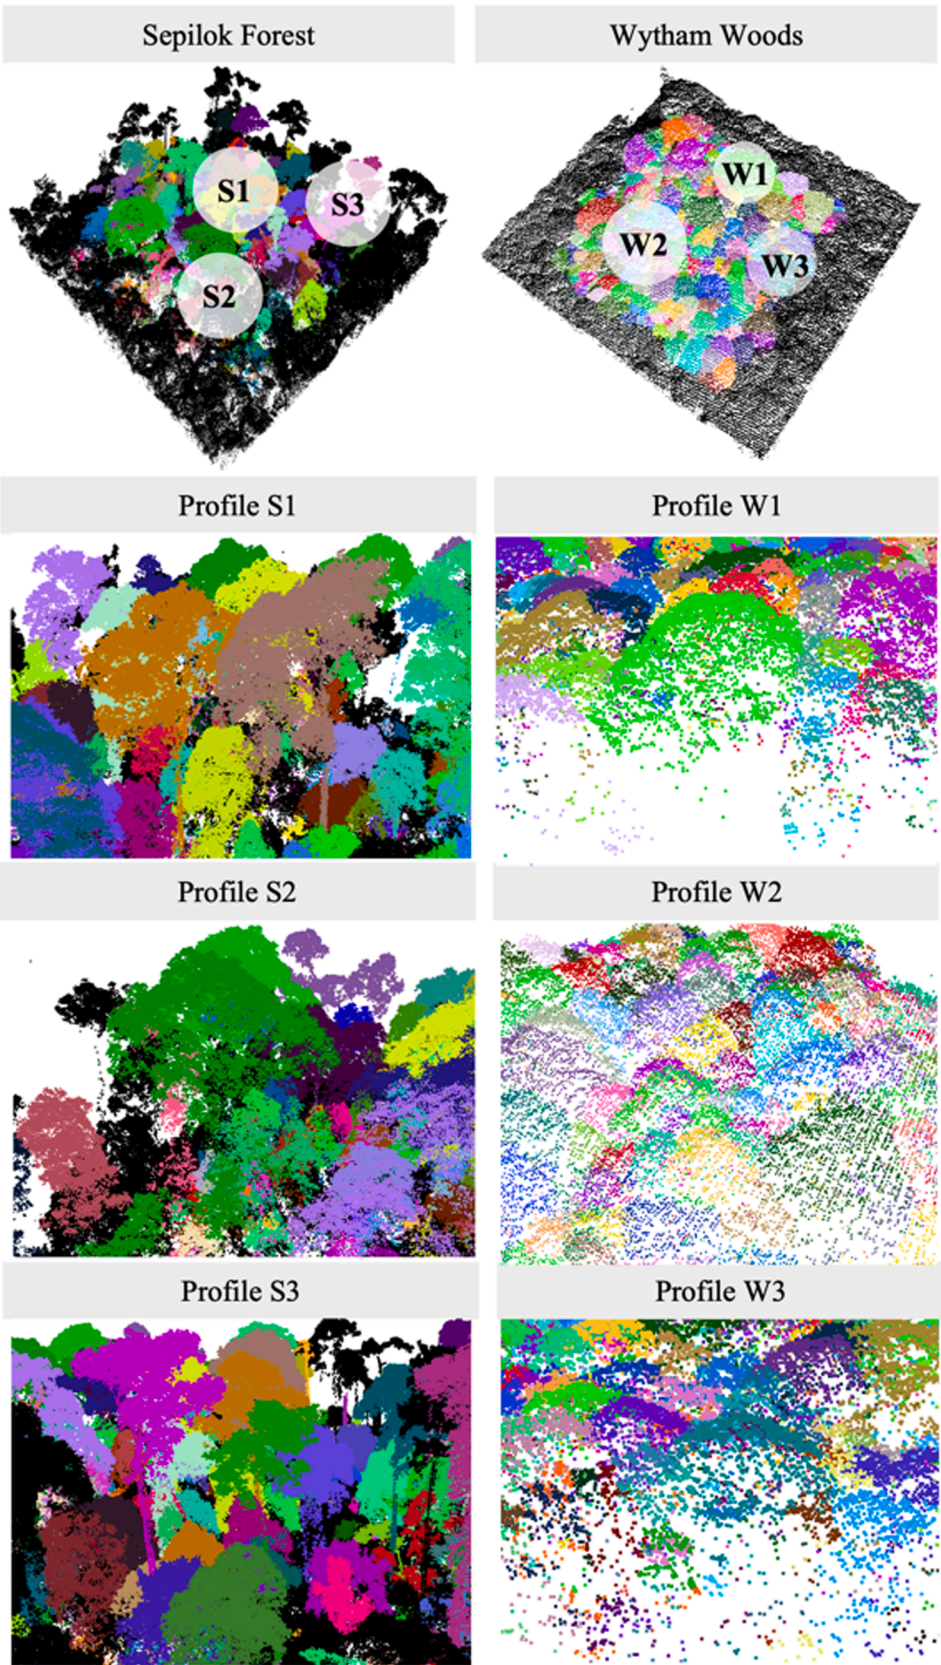 Sepilok Forest
Wytham Woods
S1
S3
S2
W1
W2
W3
Profile S1
Profile W1
Profile S2
Profile W2
Profile S3
Profile W3